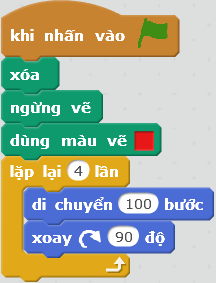 khi nhấn vào
xóa
ngừng vẽ
dùng màu vẽ
lặp lại 4 lần
di chuyển 100 bước
xoay 90 độ